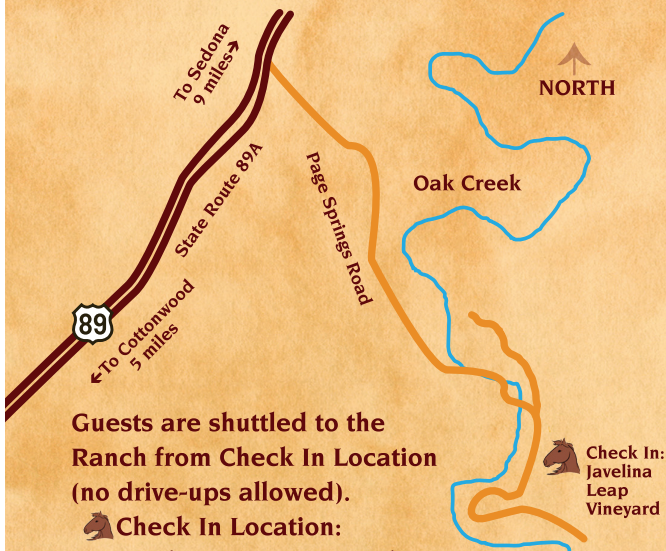 To Sedona
9 miles→
NORTH
State Route 89A
Page Springs Road
Oak Creek
89
←To Cottonwood
5 miles
Guests are shuttled to the
Ranch from Check In Location
(no drive-ups allowed).
Check In Location:
Check In:
Javelina
Leap
Vineyard